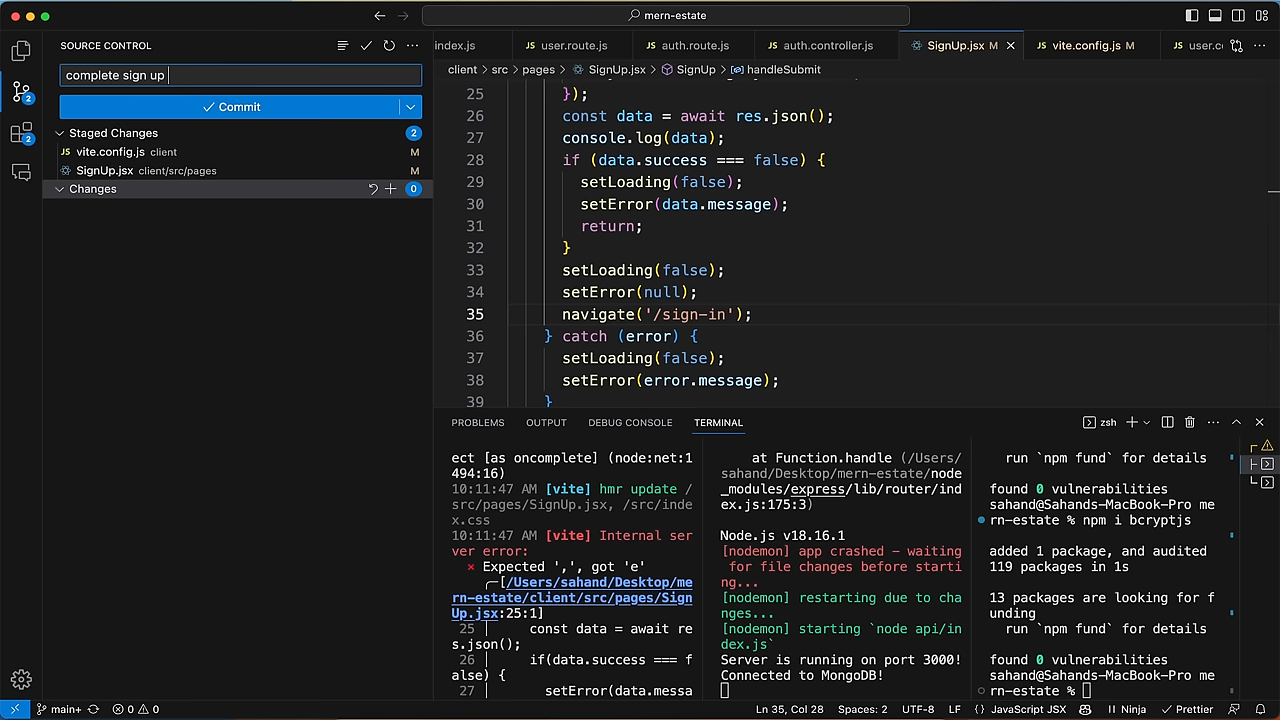 mern-estate
SOURCE CONTROL
complete sign up
Commit
Staged Changes 2
JS vite.config.js client M
SignUp.jsx client/src/pages M
Changes 0
2
2
index.js
JS user.route.js
JS auth.route.js
JS auth.controller.js
SignUp.jsx M
JS vite.config.js M
JS user.c
client > src > pages > SignUp.jsx > SignUp > handleSubmit
25 });
26 const data = await res.json();
27 console.log(data);
28 if (data.success === false) {
29 setLoading(false);
30 setError(data.message);
31 return;
32 }
33 setLoading(false);
34 setError(null);
35 navigate('/sign-in');
36 } catch (error) {
37 setLoading(false);
38 setError(error.message);
39 }
PROBLEMS OUTPUT DEBUG CONSOLE TERMINAL
zsh
ect [as oncomplete] (node:net:1
494:16)
10:11:47 AM [vite] hmr update /
src/pages/SignUp.jsx, /src/inde
x.css
10:11:47 AM [vite] Internal ser
ver error:
× Expected ',', got 'e'
╭─[/Users/sahand/Desktop/me
rn-estate/client/src/pages/Sign
Up.jsx:25:1]
25 │ const data = await re
s.json();
26 │ if(data.success === f
alse) {
27 │ setError(data.messa
at Function.handle (/Users/
sahand/Desktop/mern-estate/node
_modules/express/lib/router/ind
ex.js:175:3)
Node.js v18.16.1
[nodemon] app crashed - waiting
for file changes before starti
ng...
[nodemon] restarting due to cha
nges...
[nodemon] starting `node api/in
dex.js`
Server is running on port 3000!
Connected to MongoDB!
run `npm fund` for details
found 0 vulnerabilities
sahand@Sahands-MacBook-Pro me
rn-estate % npm i bcryptjs
added 1 package, and audited
119 packages in 1s
13 packages are looking for f
unding
run `npm fund` for details
found 0 vulnerabilities
sahand@Sahands-MacBook-Pro me
rn-estate %
main+ 0 0
Ln 35, Col 28 Spaces: 2 UTF-8 LF {} JavaScript JSX Ninja Prettier